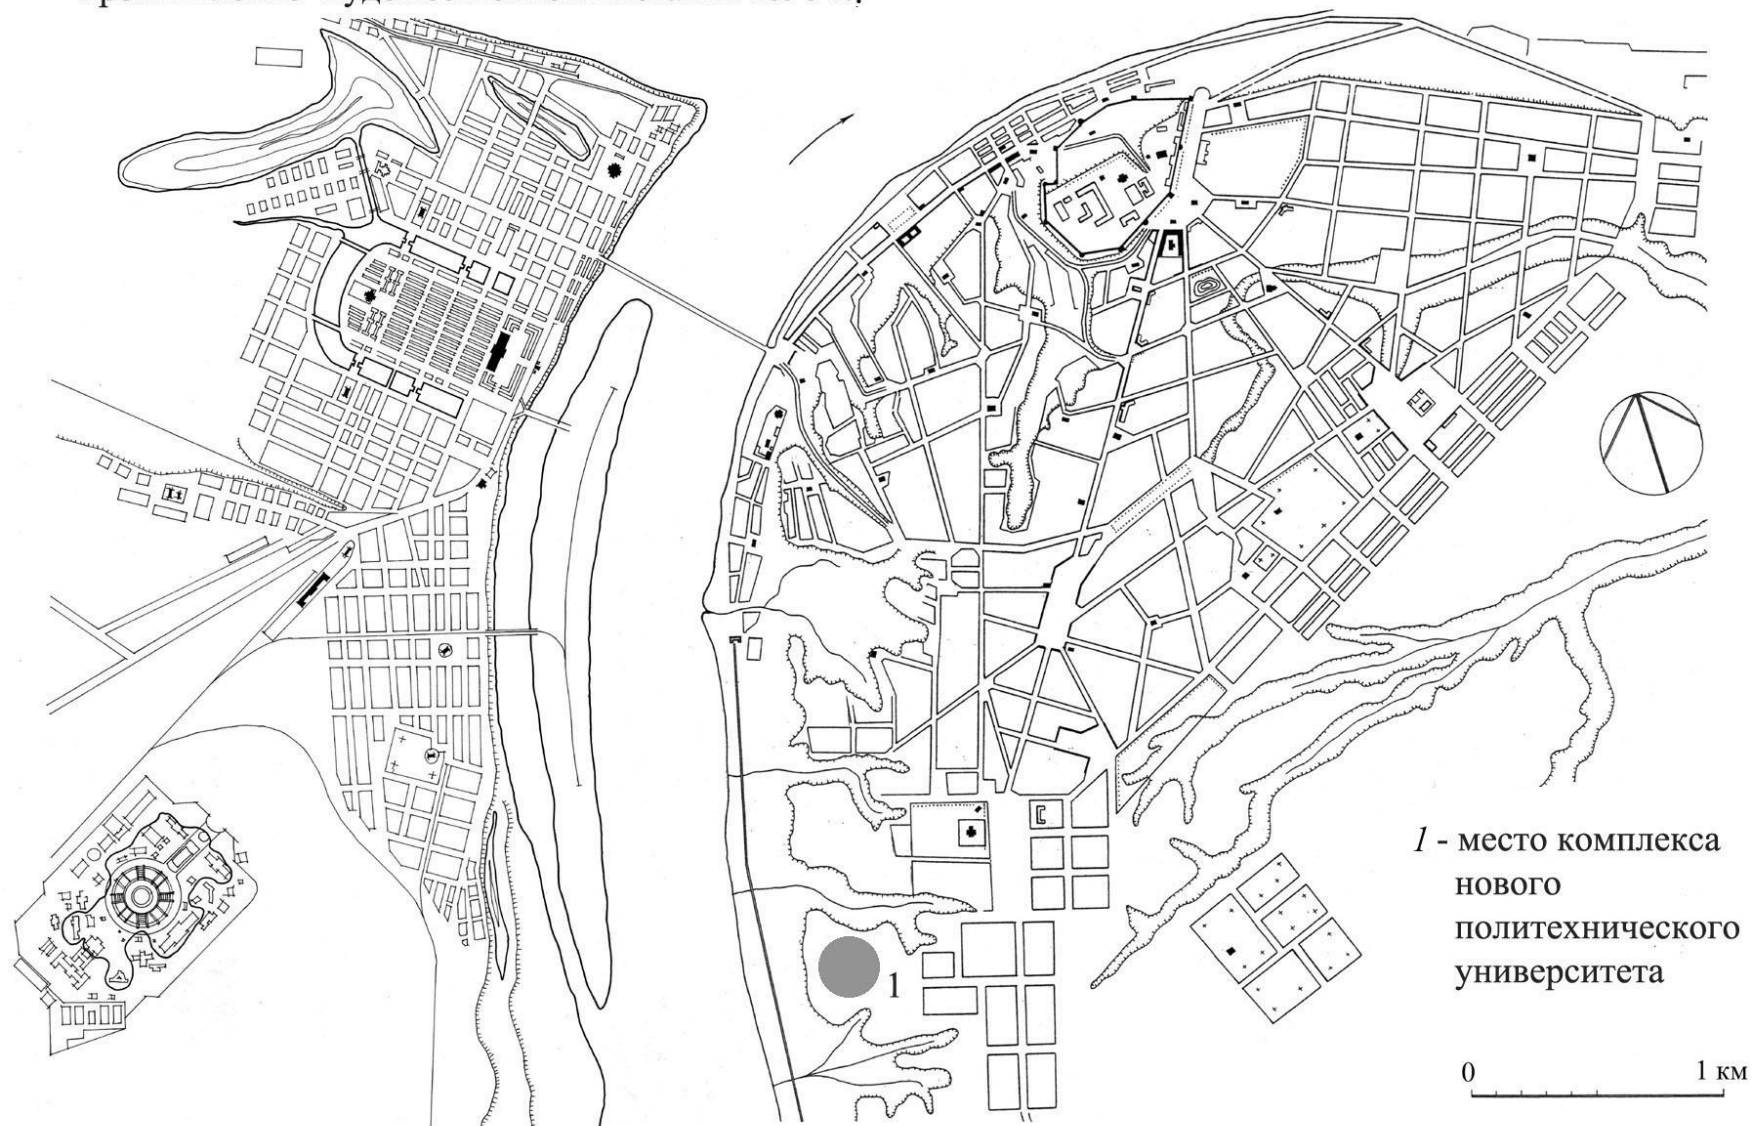 1 - место комплекса
нового
политехнического
университета
1
0 1 км